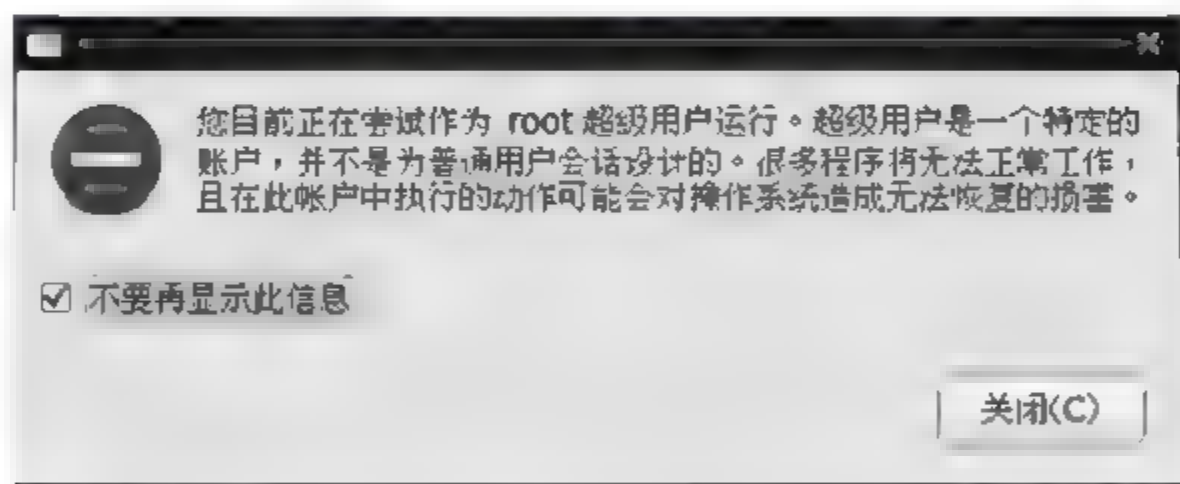 您目前正在尝试作为 root 超级用户运行。超级用户是一个特定的
账户，并不是为普通用户会话设计的。很多程序将无法正常工作，
且在此帐户中执行的动作可能会对操作系统造成无法恢复的损害。
不要再显示此信息
关闭(C)